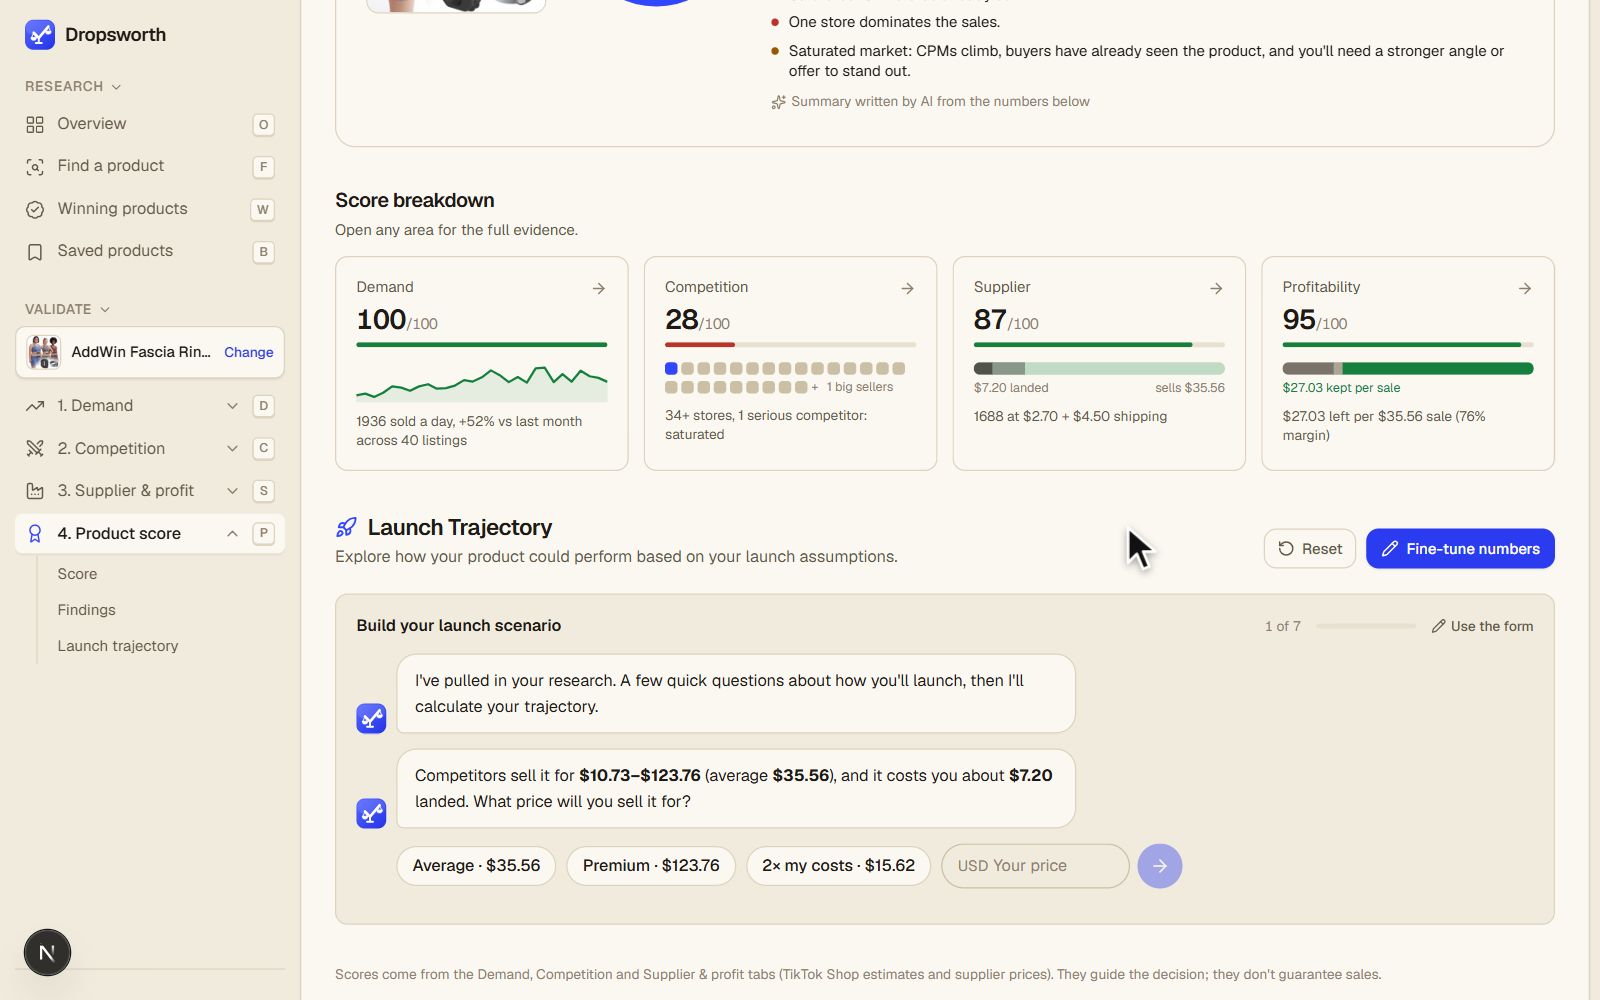 Dropsworth
RESEARCH
Overview
O
Find a product
F
Winning products
W
Saved products
B
VALIDATE
AddWin Fascia Rin...
Change
1. Demand
D
2. Competition
C
3. Supplier & profit
S
4. Product score
P
Score
Findings
Launch trajectory
N
One store dominates the sales.
Saturated market: CPMs climb, buyers have already seen the product, and you'll need a stronger angle or
offer to stand out.
Summary written by AI from the numbers below
Score breakdown
Open any area for the full evidence.
Demand
100/100
1936 sold a day, +52% vs last month
across 40 listings
Competition
28/100
+ 1 big sellers
34+ stores, 1 serious competitor:
saturated
Supplier
87/100
$7.20 landed
sells $35.56
1688 at $2.70 + $4.50 shipping
Profitability
95/100
$27.03 kept per sale
$27.03 left per $35.56 sale (76%
margin)
Launch Trajectory
Explore how your product could perform based on your launch assumptions.
Reset
Fine-tune numbers
Build your launch scenario
1 of 7
Use the form
I've pulled in your research. A few quick questions about how you'll launch, then I'll
calculate your trajectory.
Competitors sell it for $10.73–$123.76 (average $35.56), and it costs you about $7.20
landed. What price will you sell it for?
Average · $35.56
Premium · $123.76
2× my costs · $15.62
USD Your price
Scores come from the Demand, Competition and Supplier & profit tabs (TikTok Shop estimates and supplier prices). They guide the decision; they don't guarantee sales.